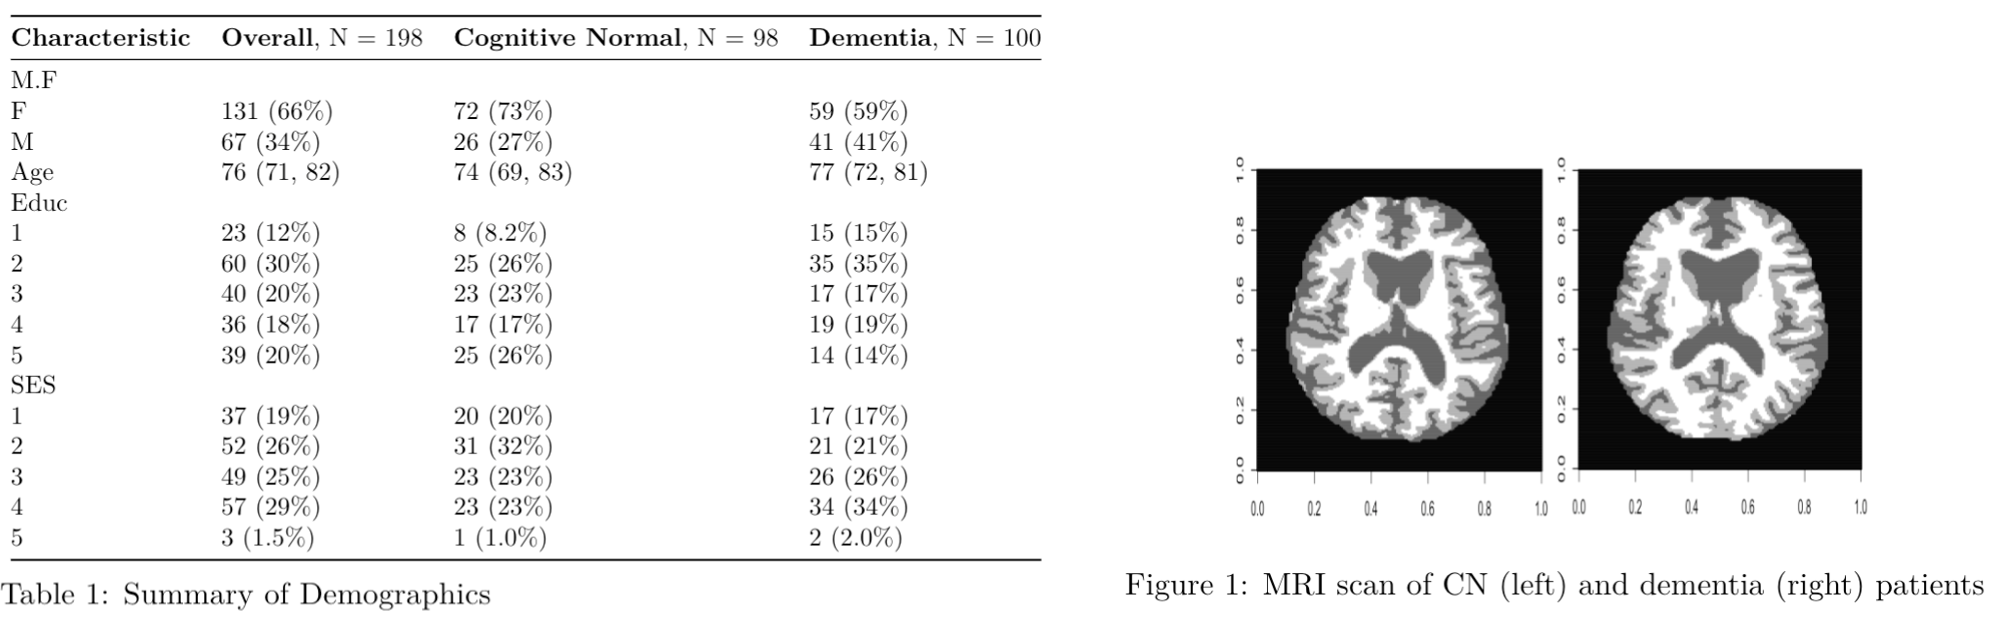 Characteristic Overall, N = 198 Cognitive Normal, N = 98 Dementia, N = 100
M.F
F 131 (66%) 72 (73%) 59 (59%)
M 67 (34%) 26 (27%) 41 (41%)
Age 76 (71, 82) 74 (69, 83) 77 (72, 81)
Educ
1 23 (12%) 8 (8.2%) 15 (15%)
2 60 (30%) 25 (26%) 35 (35%)
3 40 (20%) 23 (23%) 17 (17%)
4 36 (18%) 17 (17%) 19 (19%)
5 39 (20%) 25 (26%) 14 (14%)
SES
1 37 (19%) 20 (20%) 17 (17%)
2 52 (26%) 31 (32%) 21 (21%)
3 49 (25%) 23 (23%) 26 (26%)
4 57 (29%) 23 (23%) 34 (34%)
5 3 (1.5%) 1 (1.0%) 2 (2.0%)
Table 1: Summary of Demographics
1.0
0.8
0.6
0.4
0.2
0.0
0.0 0.2 0.4 0.6 0.8 1.0
1.0
0.8
0.6
0.4
0.2
0.0
0.0 0.2 0.4 0.6 0.8 1.0
Figure 1: MRI scan of CN (left) and dementia (right) patients